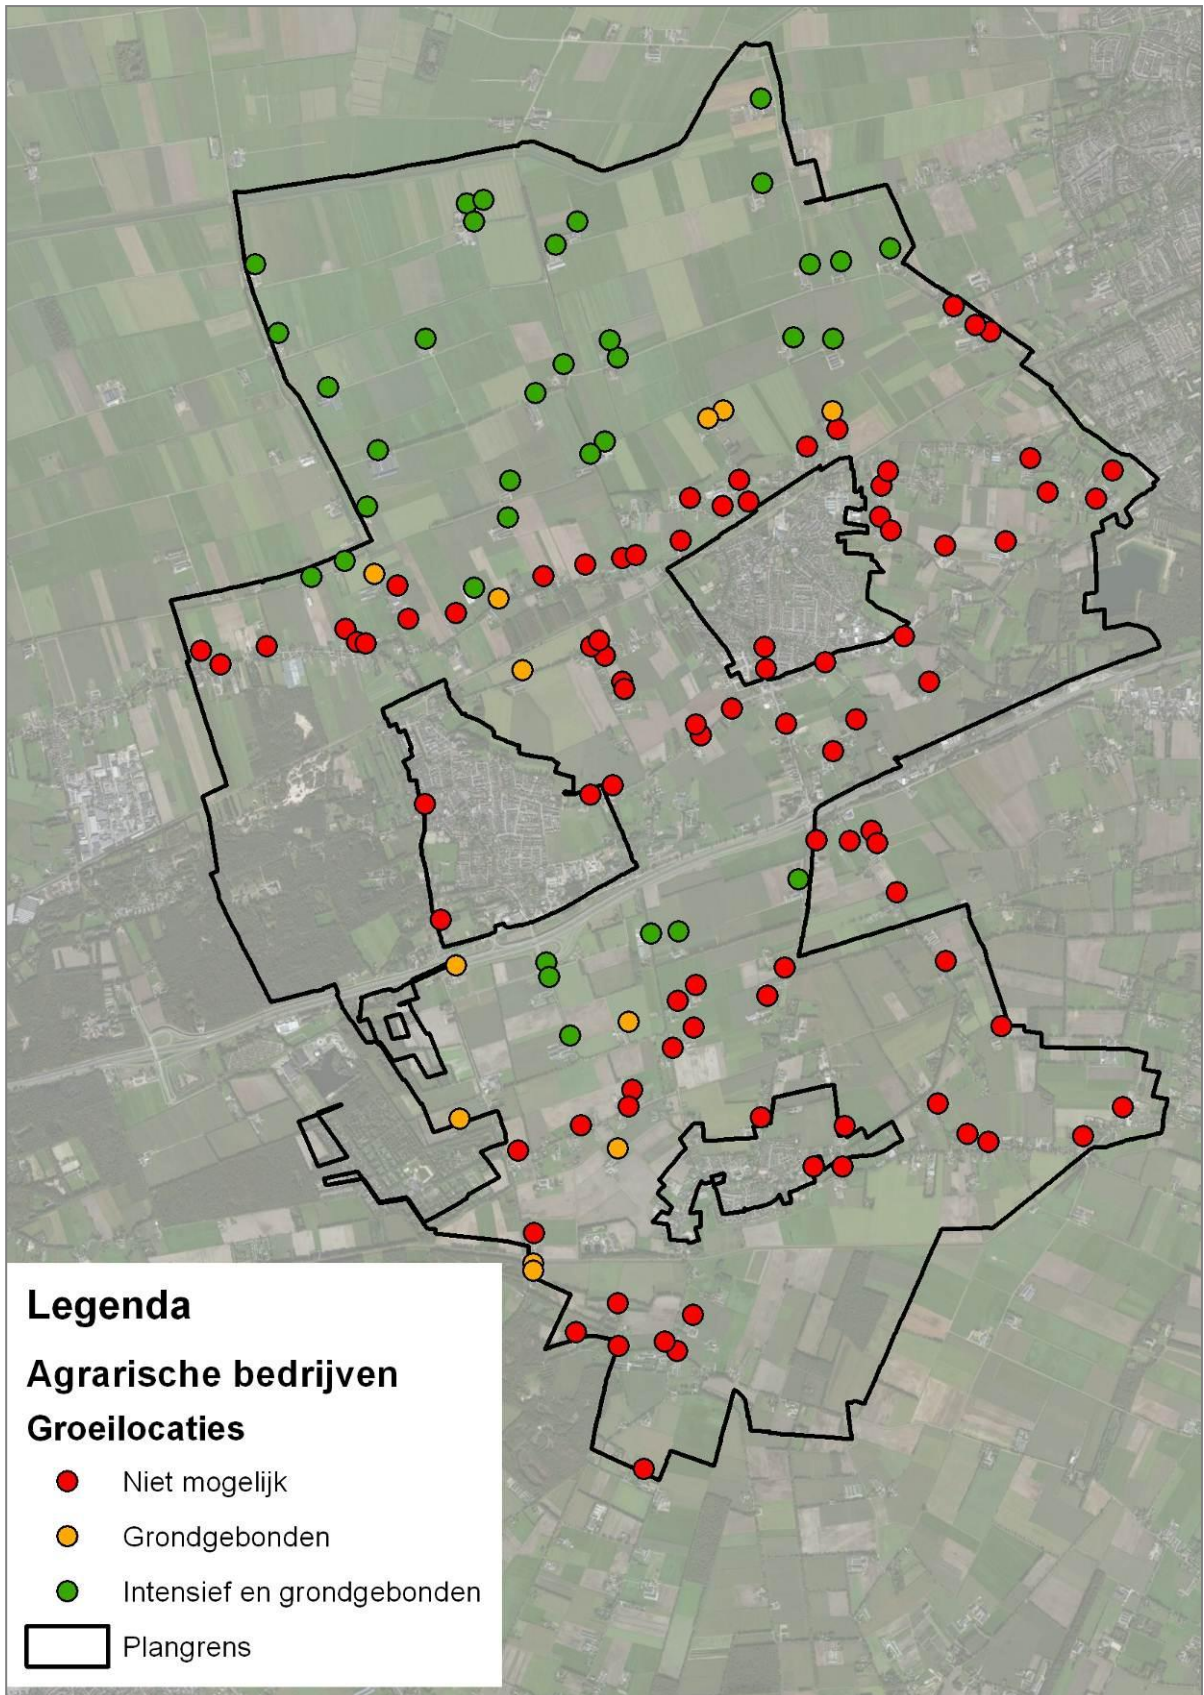 Legenda
Agrarische bedrijven
Groeilocaties
Niet mogelijk
Grondgebonden
Intensief en grondgebonden
Plangrens